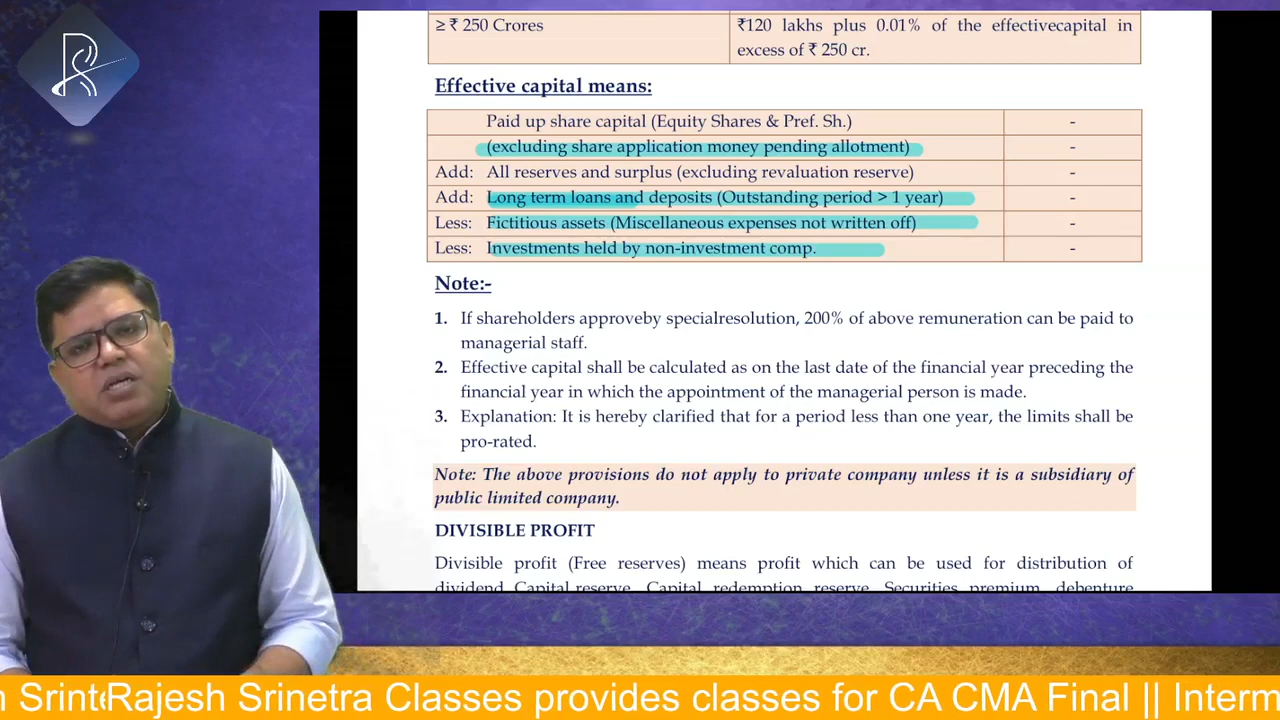 ≥ ₹ 250 Crores
₹120 lakhs plus 0.01% of the effectivecapital in
excess of ₹ 250 cr.
Effective capital means:
Paid up share capital (Equity Shares & Pref. Sh.) -
(excluding share application money pending allotment) -
Add: All reserves and surplus (excluding revaluation reserve) -
Add: Long term loans and deposits (Outstanding period > 1 year) -
Less: Fictitious assets (Miscellaneous expenses not written off) -
Less: Investments held by non-investment comp. -
Note:-
1. If shareholders approveby specialresolution, 200% of above remuneration can be paid to
managerial staff.
2. Effective capital shall be calculated as on the last date of the financial year preceding the
financial year in which the appointment of the managerial person is made.
3. Explanation: It is hereby clarified that for a period less than one year, the limits shall be
pro-rated.
Note: The above provisions do not apply to private company unless it is a subsidiary of
public limited company.
DIVISIBLE PROFIT
Divisible profit (Free reserves) means profit which can be used for distribution of
dividend Capital reserve, Capital redemption reserve, Securities premium, debenture
Rajesh Srinetra Classes provides classes for CA CMA Final || Interm